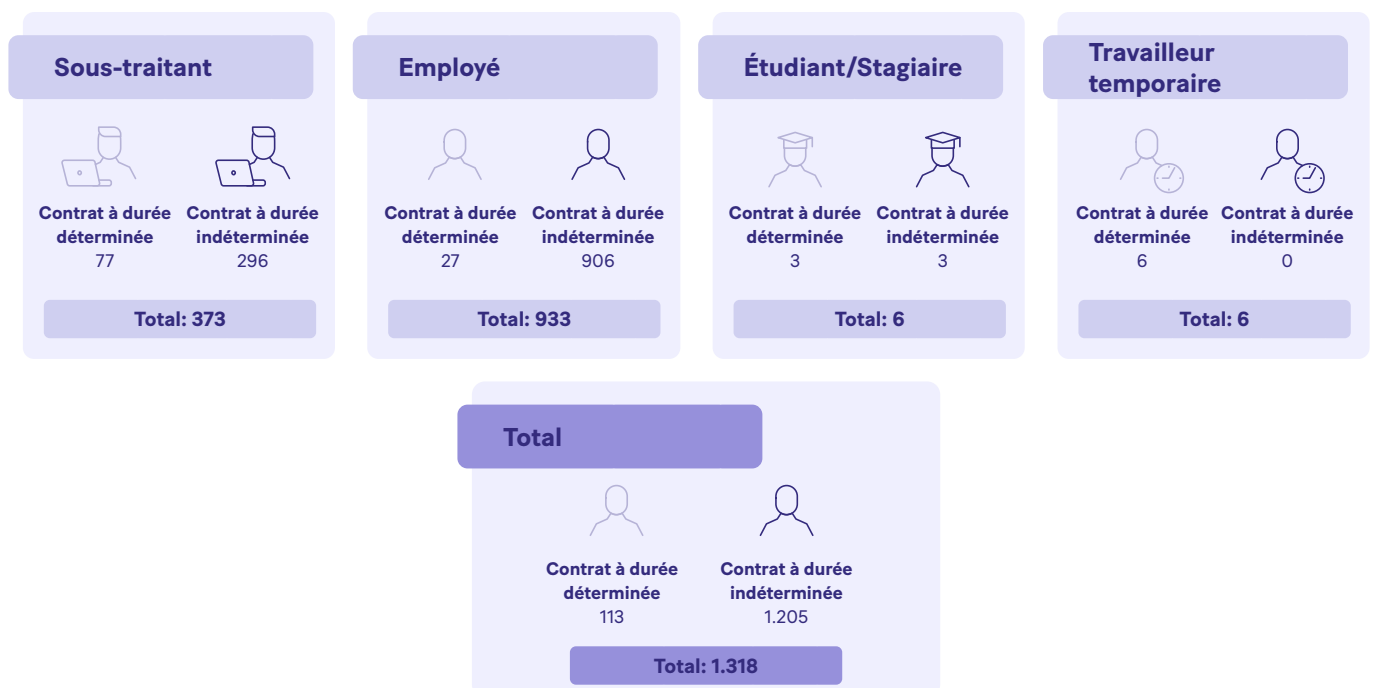 Sous-traitant
Contrat à durée
déterminée
77
Contrat à durée
indéterminée
296
Total: 373
Employé
Contrat à durée
déterminée
27
Contrat à durée
indéterminée
906
Total: 933
Étudiant/Stagiaire
Contrat à durée
déterminée
3
Contrat à durée
indéterminée
3
Total: 6
Travailleur
temporaire
Contrat à durée
déterminée
6
Contrat à durée
indéterminée
0
Total: 6
Total
Contrat à durée
déterminée
113
Contrat à durée
indéterminée
1.205
Total: 1.318